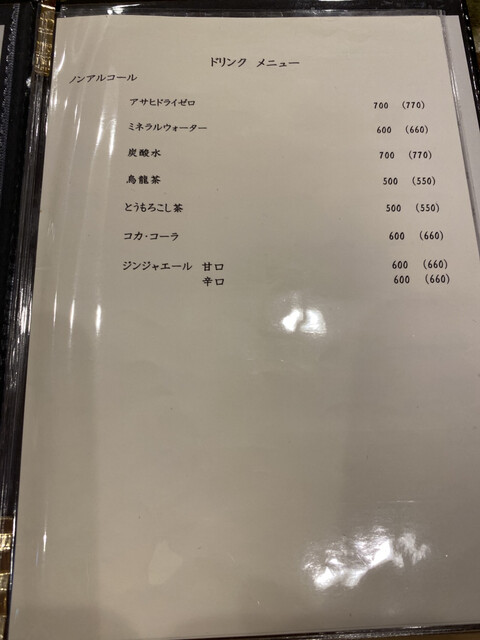 ドリンク メニュー
ノンアルコール
アサヒドライゼロ 700 (770)
ミネラルウォーター 600 (660)
炭酸水 700 (770)
烏龍茶 500 (550)
とうもろこし茶 500 (550)
コカ・コーラ 600 (660)
ジンジャエール 甘口 600 (660)
辛口 600 (660)